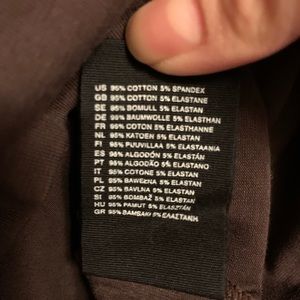 US 95% COTTON 5% SPANDEX
GB 95% COTTON 5% ELASTANE
SE 95% BOMULL 5% ELASTAN
DE 95% BAUMWOLLE 5% ELASTHAN
FR 95% COTON 5% ELASTHANNE
NL 95% KATOEN 5% ELASTAAN
FI 95% PUUVILLAA 5% ELASTAANIA
ES 95% ALGODÓN 5% ELASTÁN
PT 95% ALGODÃO 5% ELASTANO
IT 95% COTONE 5% ELASTAN
PL 95% BAWEŁNA 5% ELASTAN
CZ 95% BAVLNA 5% ELASTAN
SI 95% BOMBAŽ 5% ELASTAN
HU 95% PAMUT 5% ELASZTÁN
GR 95% ΒΑΜΒΑΚΙ 5% ΕΛΑΣΤΑΝΗ